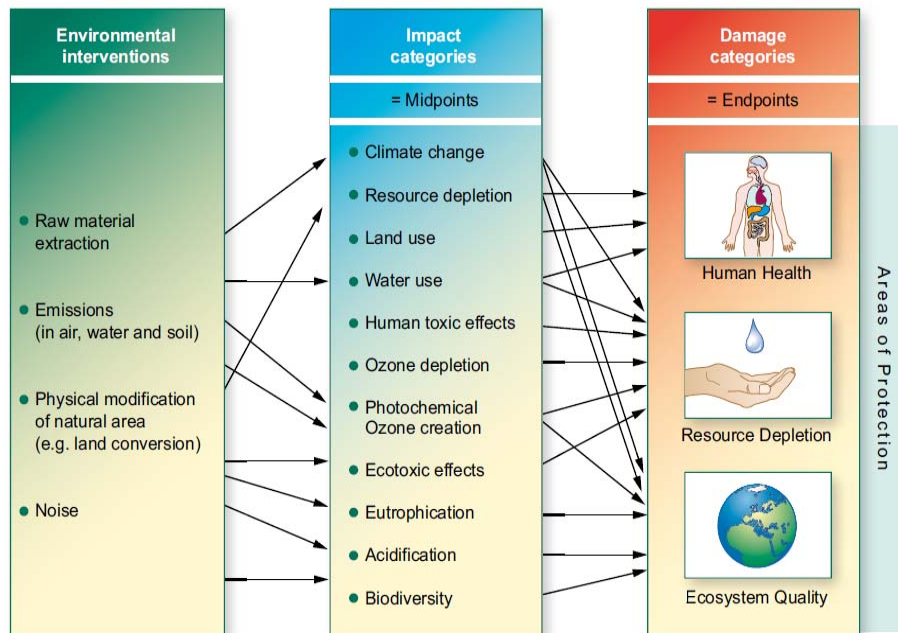 Environmental
interventions
Raw material
extraction
Emissions
(in air, water and soil)
Physical modification
of natural area
(e.g. land conversion)
Noise
Impact
categories
= Midpoints
Climate change
Resource depletion
Land use
Water use
Human toxic effects
Ozone depletion
Photochemical
Ozone creation
Ecotoxic effects
Eutrophication
Acidification
Biodiversity
Damage
categories
= Endpoints
Human Health
Resource Depletion
Ecosystem Quality
Areas of Protection